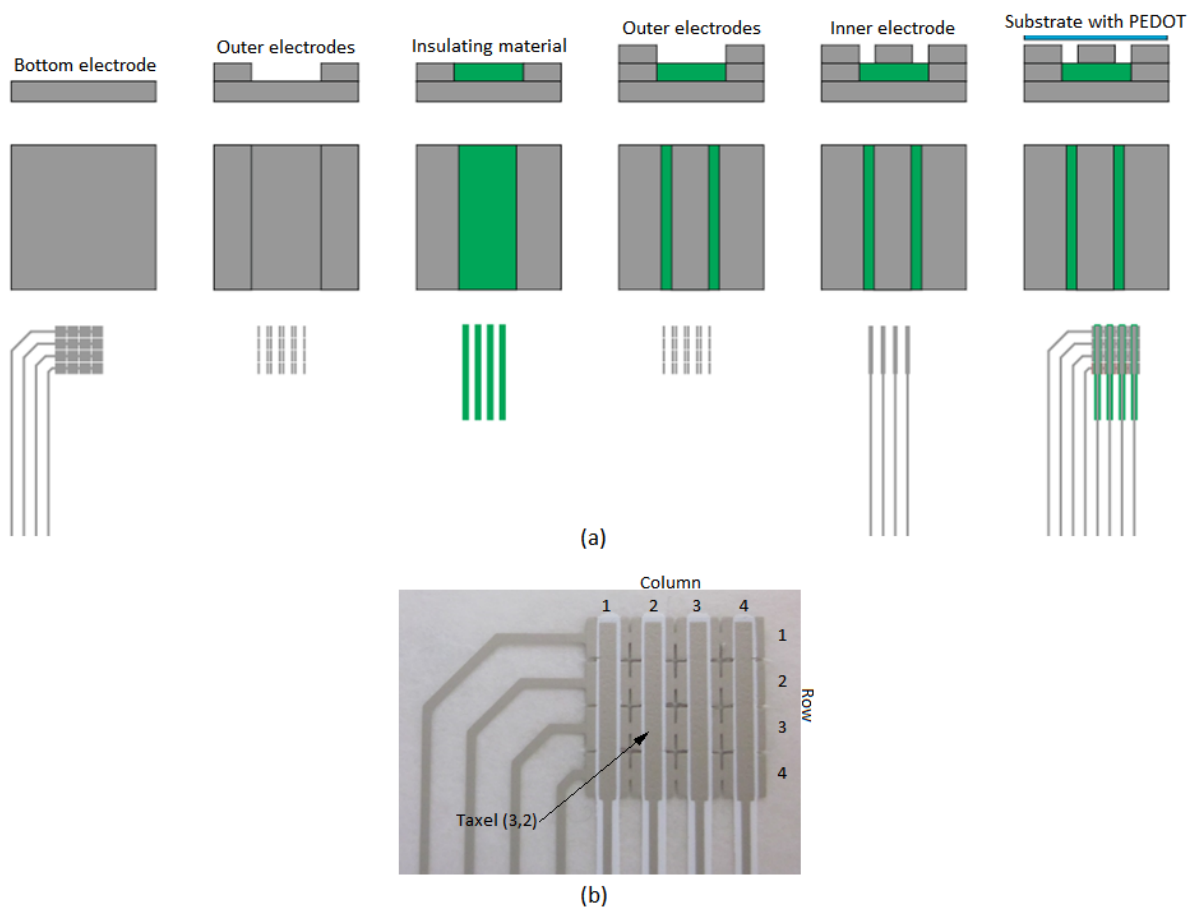 Bottom electrode
Outer electrodes
Insulating material
Outer electrodes
Inner electrode
Substrate with PEDOT
(a)
Column
1 2 3 4
1
2
Row
3
4
Taxel (3,2)
(b)